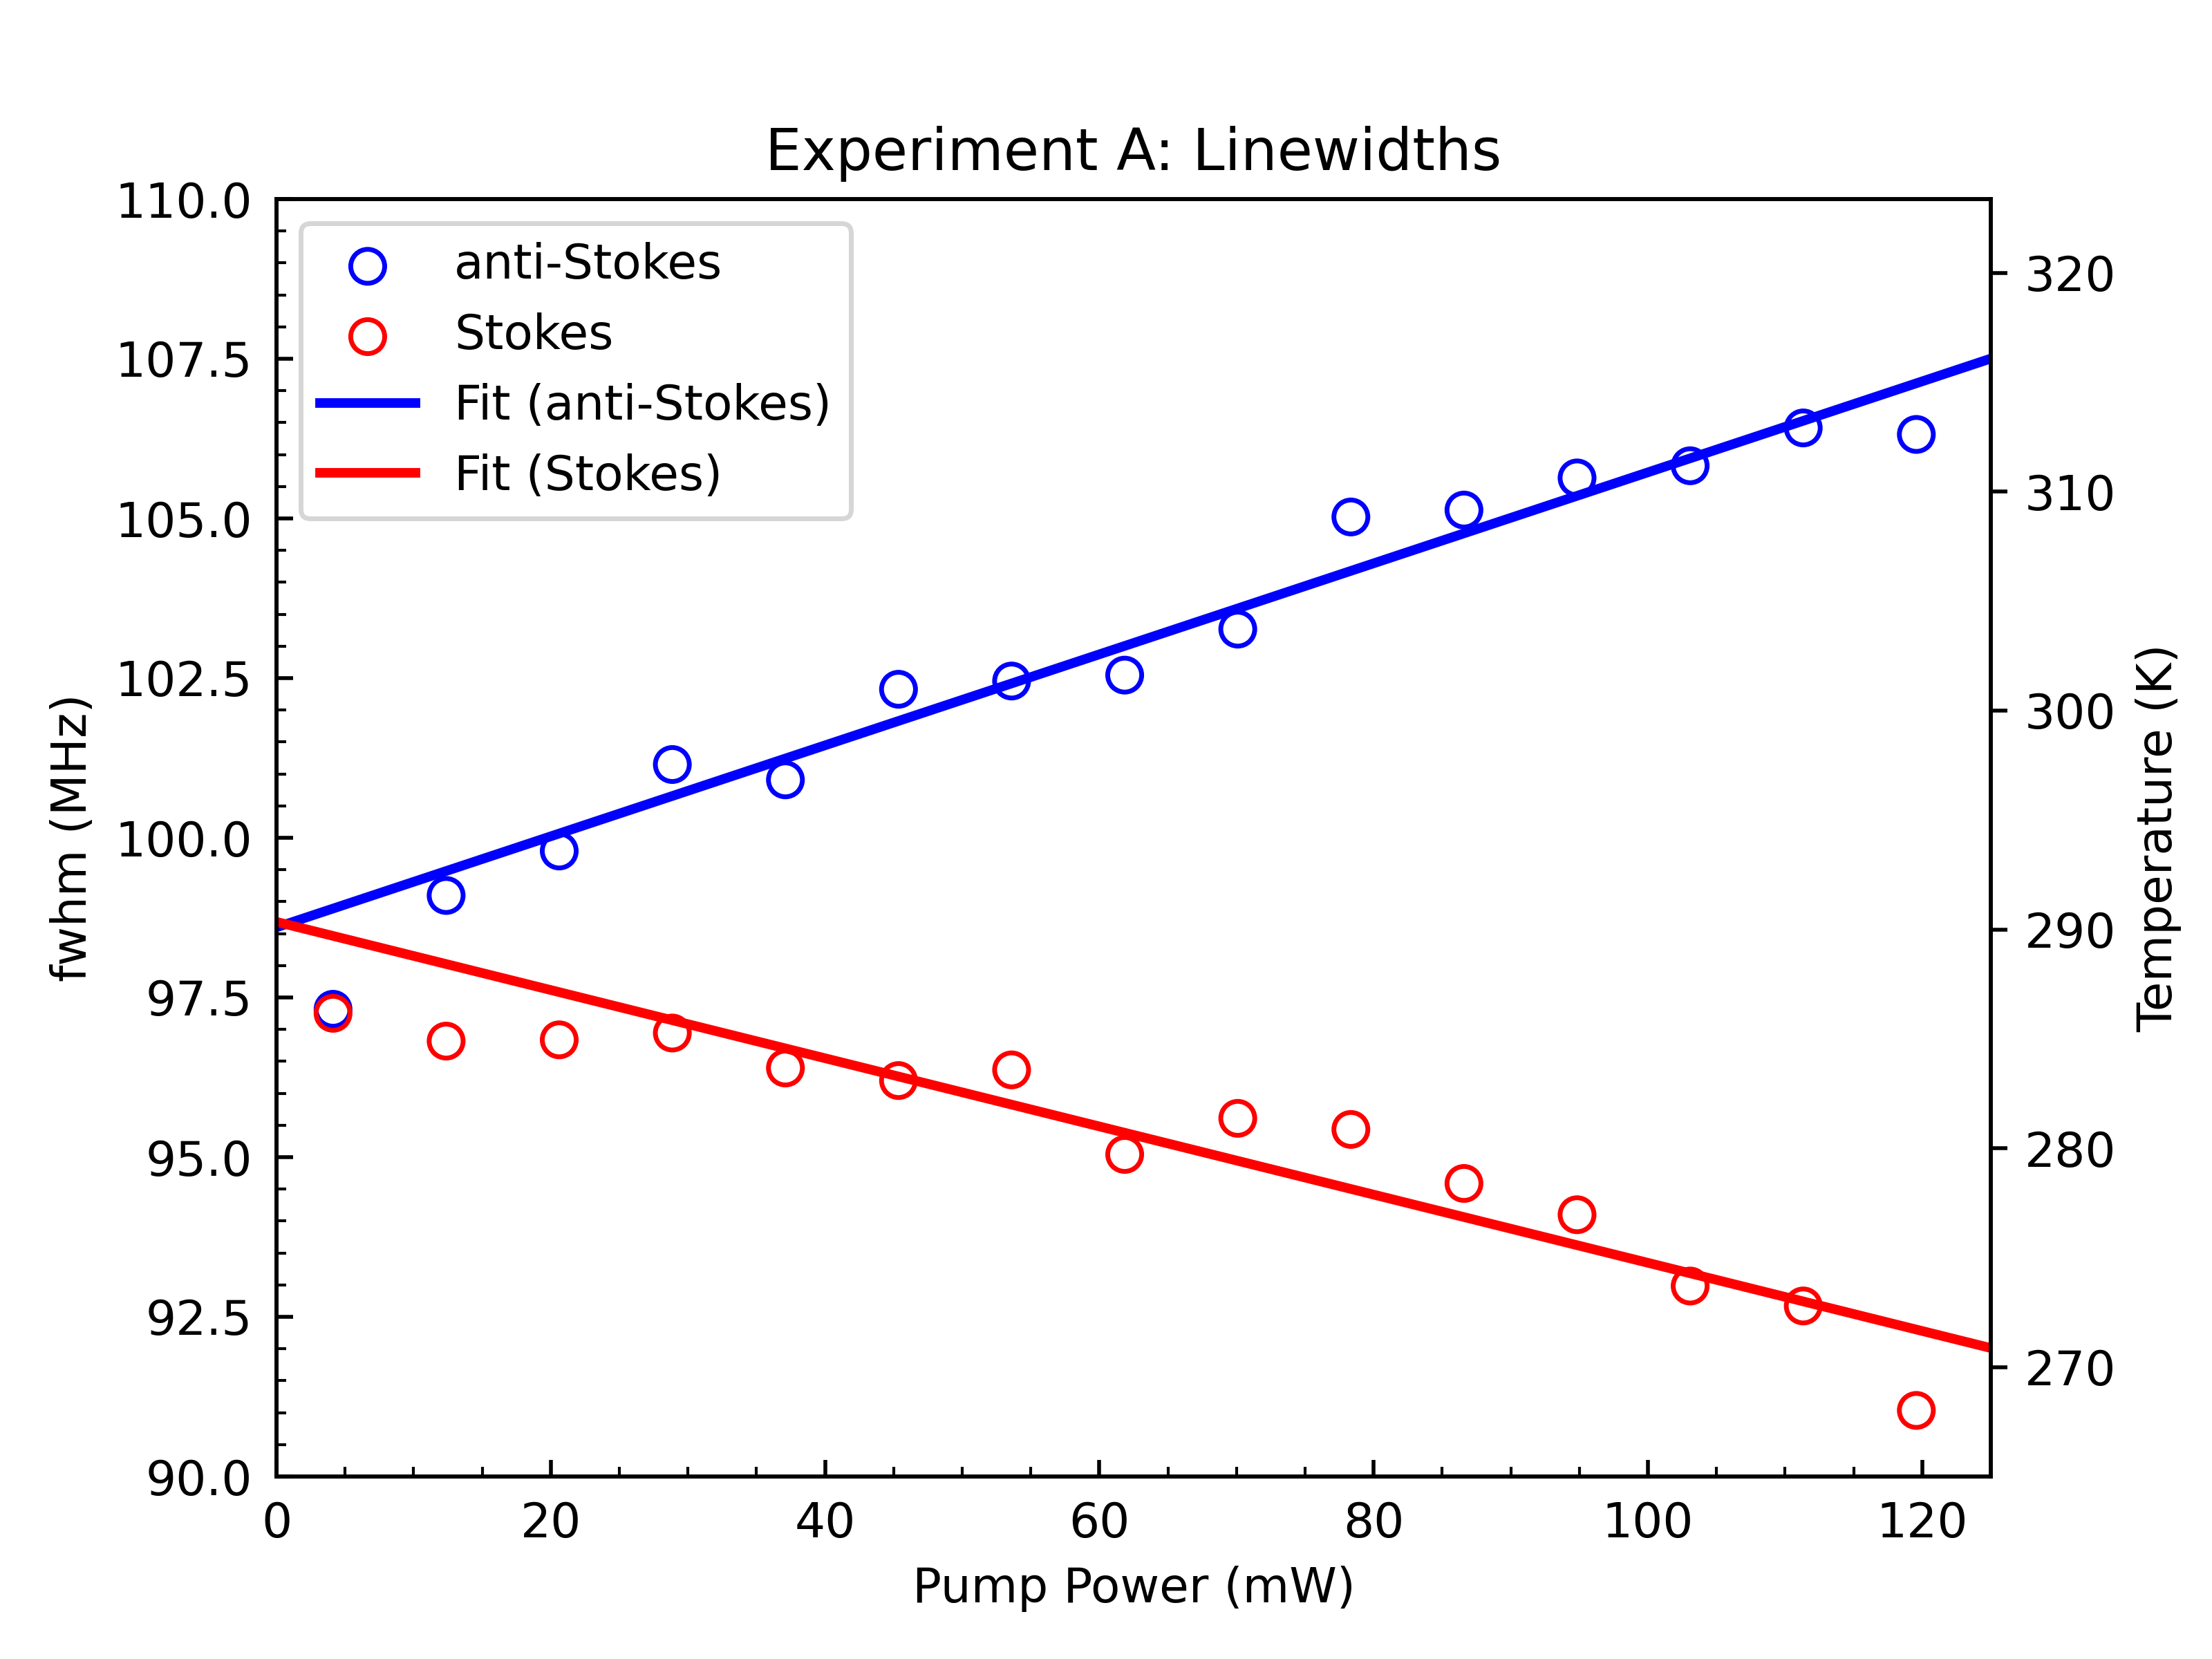 Experiment A: Linewidths
anti-Stokes
Stokes
Fit (anti-Stokes)
Fit (Stokes)
fwhm (MHz)
110.0
107.5
105.0
102.5
100.0
97.5
95.0
92.5
90.0
Temperature (K)
320
310
300
290
280
270
0 20 40 60 80 100 120
Pump Power (mW)